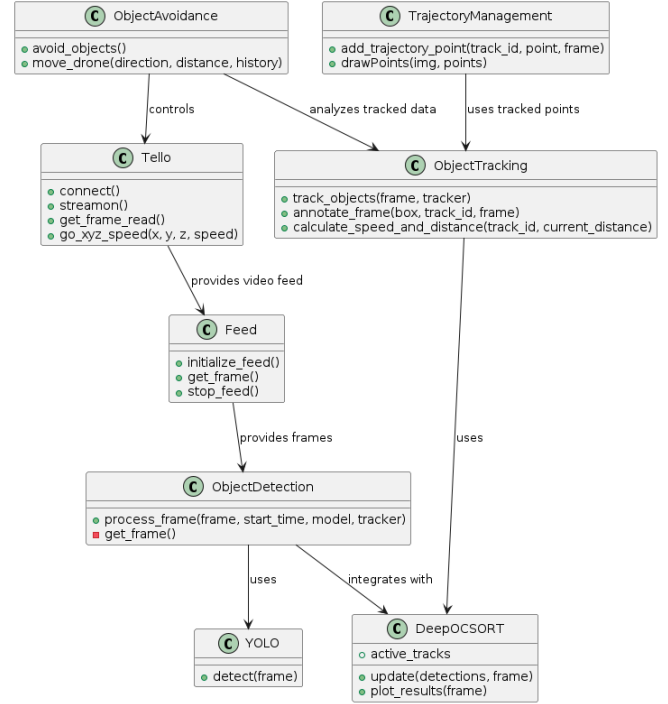 C ObjectAvoidance
avoid_objects()
move_drone(direction, distance, history)
C TrajectoryManagement
add_trajectory_point(track_id, point, frame)
drawPoints(img, points)
controls
analyzes tracked data
uses tracked points
C Tello
connect()
streamon()
get_frame_read()
go_xyz_speed(x, y, z, speed)
C ObjectTracking
track_objects(frame, tracker)
annotate_frame(box, track_id, frame)
calculate_speed_and_distance(track_id, current_distance)
provides video feed
C Feed
initialize_feed()
get_frame()
stop_feed()
provides frames
uses
C ObjectDetection
process_frame(frame, start_time, model, tracker)
get_frame()
uses
integrates with
C YOLO
detect(frame)
C DeepOCSORT
active_tracks
update(detections, frame)
plot_results(frame)